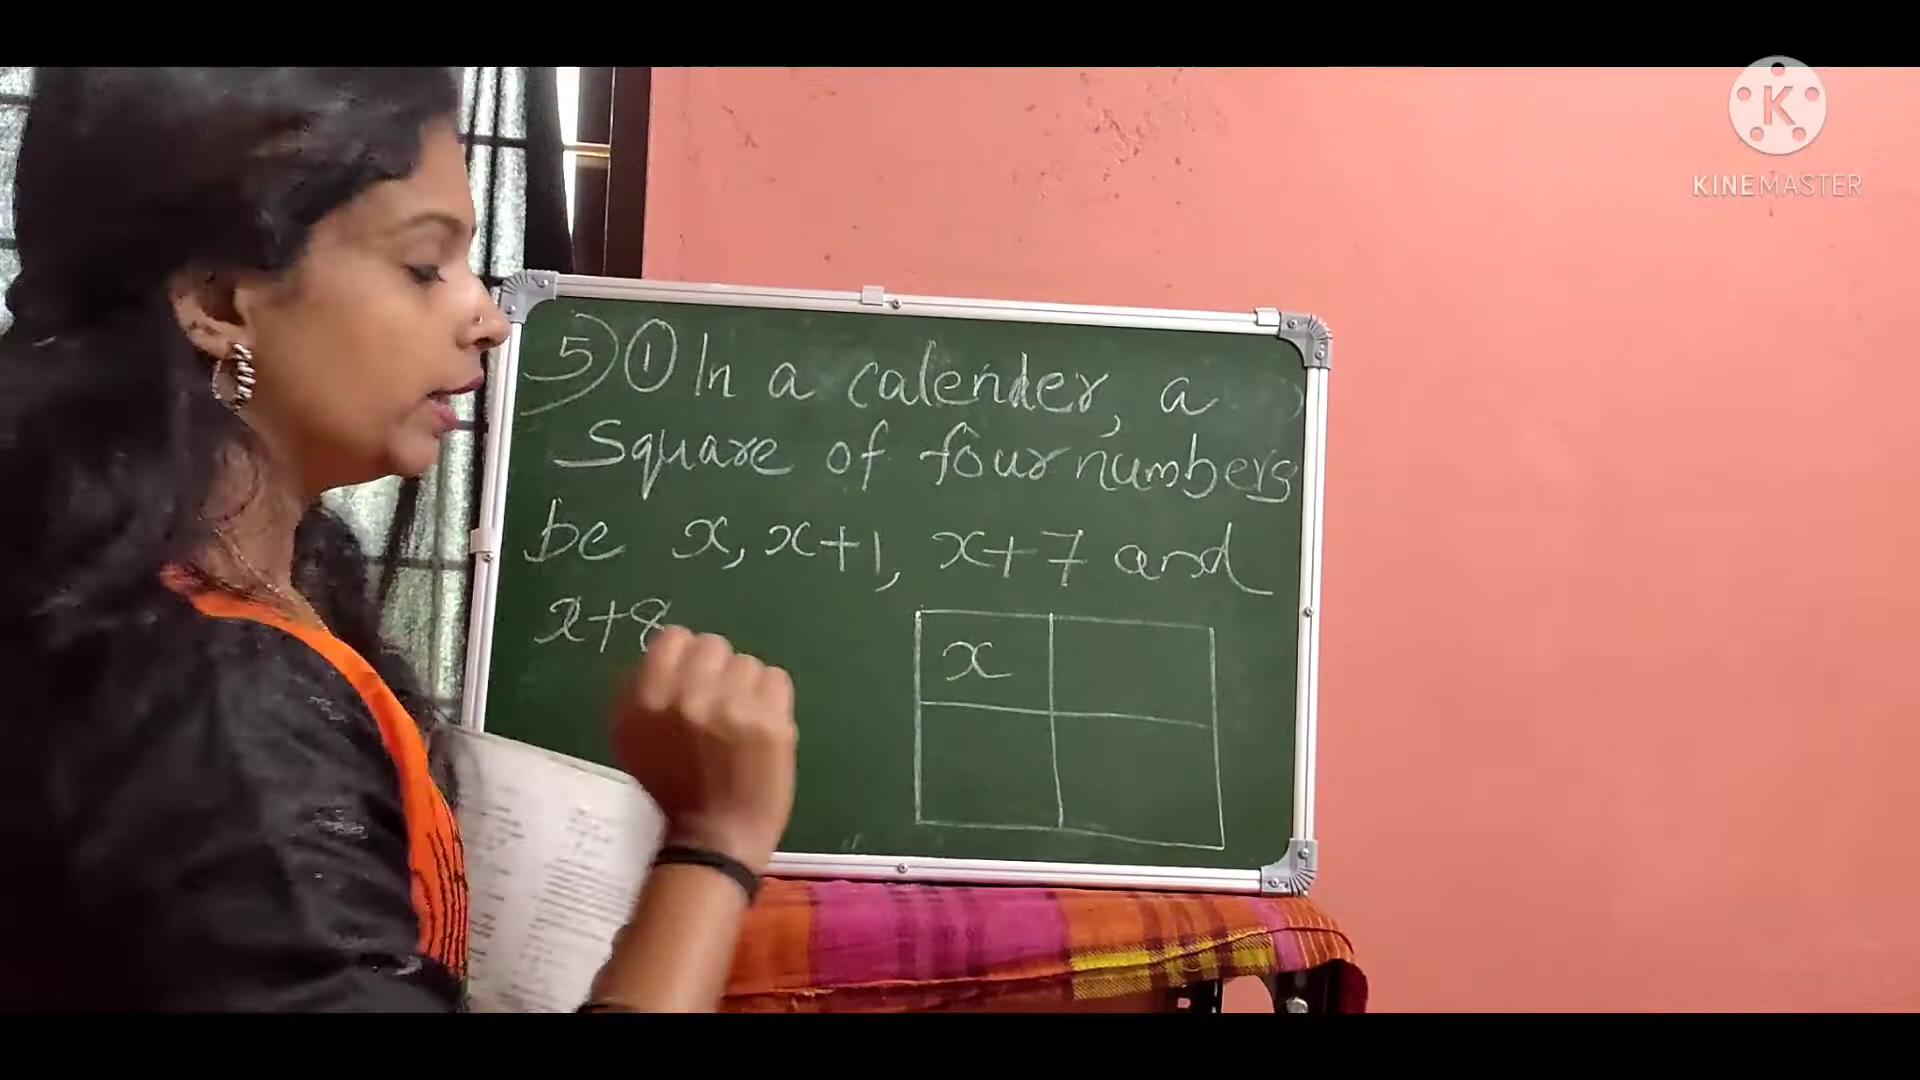 K
KINEMASTER
5) ① In a calender, a
Square of four numbers
be x, x+1, x+7 and
x+8
x